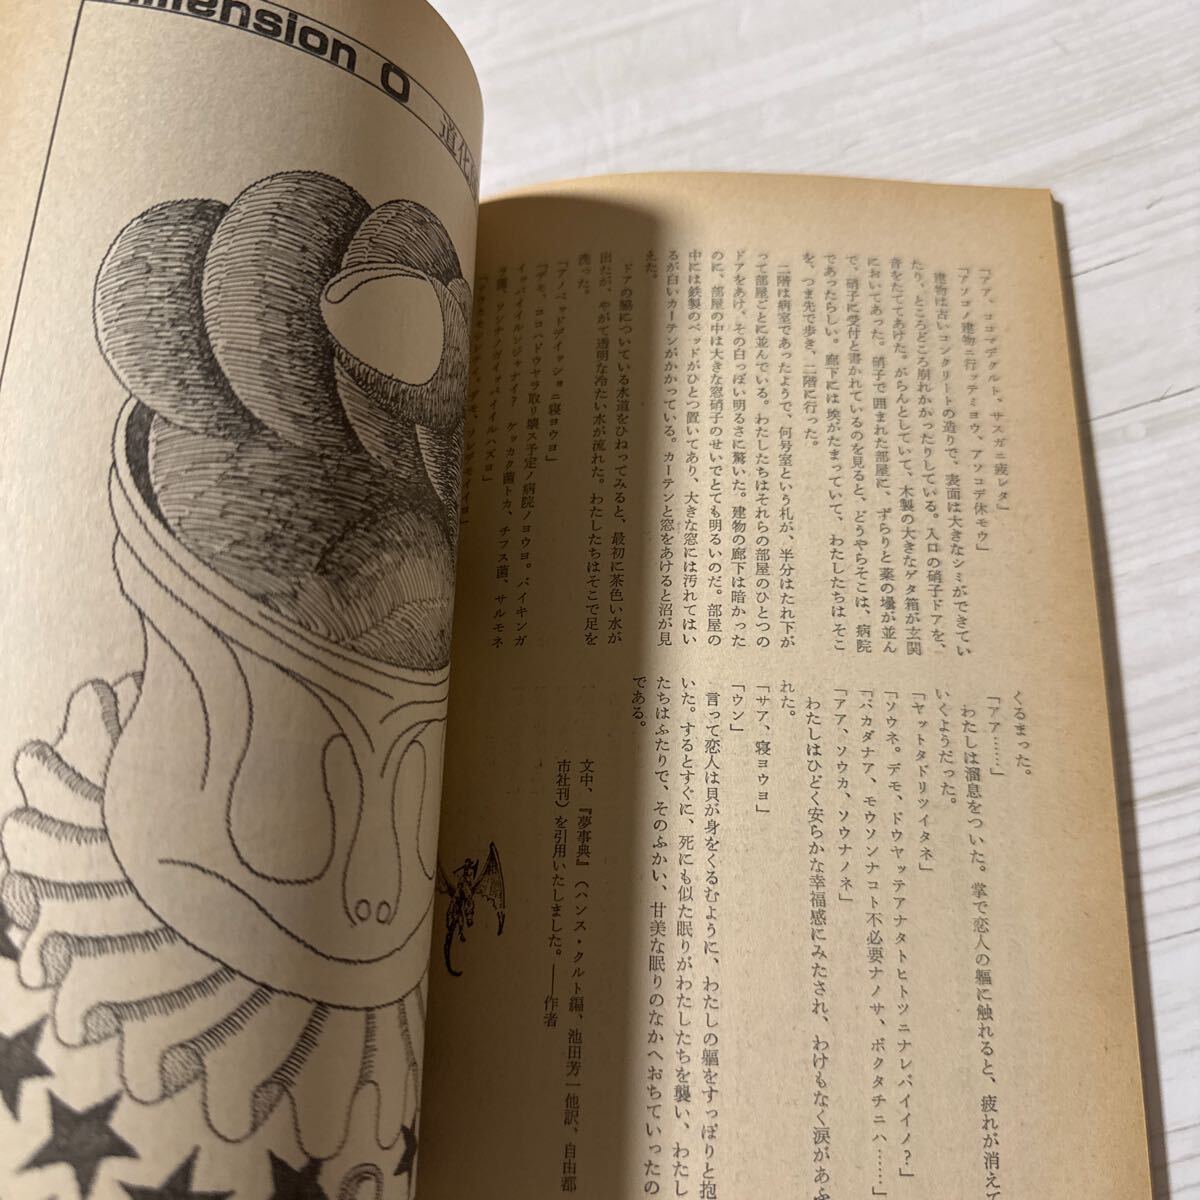 mension 0
道化
「アア、ココマデクルト、サスガニ疲レタ」
「アソコノ建物ニ行ッテミヨウ、アソコデ休モウ」
建物は古いコンクリートの造りで、表面は大きなシミができてい
たり、ところどころ崩れかかったりしている。入口の硝子ドアを、
音をたててあけた。がらんとしていて、木製の大きなゲタ箱が玄関
においてあった。硝子で囲まれた部屋に、ずらりと薬の壜が並ん
で、硝子に受付と書かれているのを見ると、どうやらそこは、病院
であったらしい。廊下には埃がたまっていて、わたしたちはそこ
を、つま先で歩き、二階に行った。
二階は病室であったようで、何号室という札が、半分はたれ下が
って部屋ごとに並んでいる。わたしたちはそれらの部屋のひとつの
ドアをあけ、その白っぽい明るさに驚いた。建物の廊下は暗かった
のに、部屋の中は大きな窓硝子のせいでとても明るいのだ。部屋の
中には鉄製のベッドがひとつ置いてあり、大きな窓には汚れてはい
るが白いカーテンがかかっている。カーテンと窓をあけると沼が見
えた。
ドアの脇についている水道をひねってみると、最初に茶色い水が
出たが、やがて透明な冷たい水が流れた。わたしたちはそこで足を
洗った。
「アノベッドデイッショニ寝ヨウヨ」
「デモ、ココハドウヤラ取リ壊ス予定ノ病院ノヨウヨ。バイキンガ
イッパイイルンジャナイ？　ケッカク菌トカ、チフス菌、サルモネ
ラ菌、ソンナノガイッパイイルハズヨ」
くるまった。
「アア……」
わたしは溜息をついた。掌で恋人の軀に触れると、疲れが消えて
いくようだった。
「ヤットタドリツイタネ」
「ソウネ。デモ、ドウヤッテアナタトヒトツニナレバイイノ？」
「バカダナア、モウソンナコト不必要ナノサ、ボクタチニハ……」
「アア、ソウカ、ソウナノネ」
わたしはひどく安らかな幸福感にみたされ、わけもなく涙があふ
れた。
「サア、寝ヨウヨ」
「ウン」
言って恋人は貝が身をくるむように、わたしの軀をすっぽりと抱
いた。するとすぐに、死にも似た眠りがわたしたちを襲い、わたし
たちはふたりで、そのふかい、甘美な眠りのなかへおちていったの
である。
文中、『夢事典』（ハンス・クルト編、池田芳一他訳、自由都
市社刊）を引用いたしました。――作者